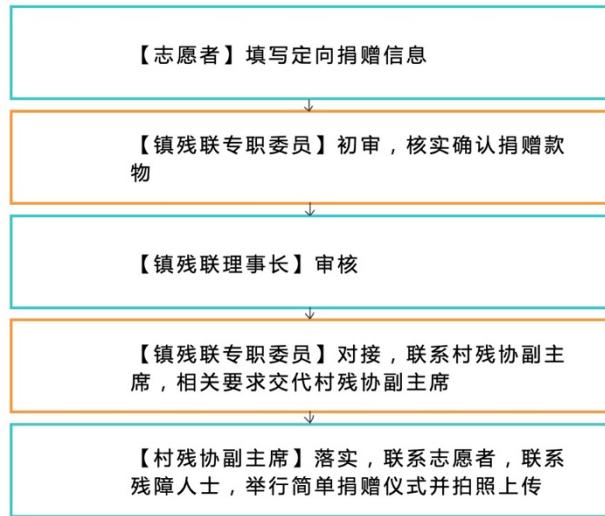 【志愿者】填写定向捐赠信息
【镇残联专职委员】初审，核实确认捐赠款
物
【镇残联理事长】审核
【镇残联专职委员】对接，联系村残协副主
席，相关要求交代村残协副主席
【村残协副主席】落实，联系志愿者，联系
残障人士，举行简单捐赠仪式并拍照上传